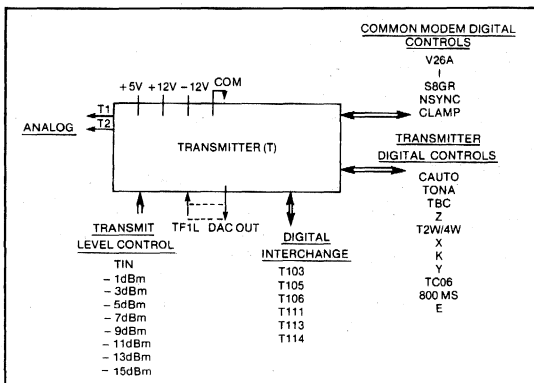 COMMON MODEM DIGITAL
CONTROLS
V26A
I
S8GR
NSYNC
CLAMP
+5V +12V -12V COM
T1
T2
ANALOG
TRANSMITTER (T)
TRANSMITTER
DIGITAL CONTROLS
CAUTO
TONA
TBC
Z
T2W/4W
X
K
Y
TC06
800 MS
E
TRANSMIT
LEVEL CONTROL
TIN
- 1dBm
- 3dBm
- 5dBm
- 7dBm
- 9dBm
- 11dBm
- 13dBm
- 15dBm
TF1L DAC OUT
DIGITAL
INTERCHANGE
T103
T105
T106
T111
T113
T114